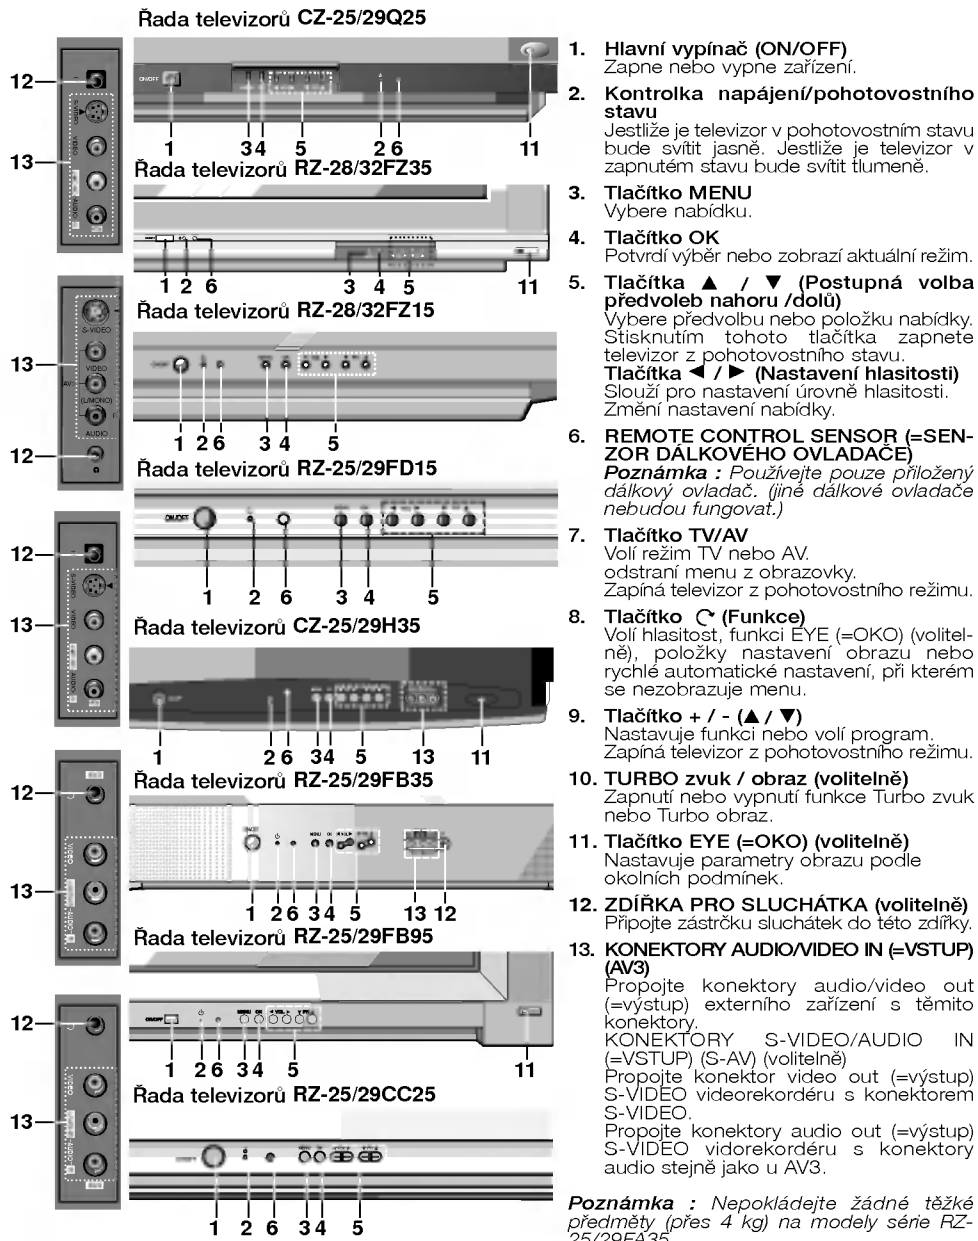 Řada televizorů CZ-25/29Q25
ON/OFF
12
S-VIDEO
VIDEO
AUDIO
13
1
3 4
5
2 6
11
Řada televizorů RZ-28/32FZ35
1 2 6
3 4 5
11
Řada televizorů RZ-28/32FZ15
S-VIDEO
VIDEO
(L/MONO)
AUDIO
13
12
1
2 6
3 4
5
Řada televizorů RZ-25/29FD15
ON/OFF
1
2
6
3 4
5
12
S-VIDEO
VIDEO
AUDIO
13
Řada televizorů CZ-25/29H35
1
2 6
3 4
5
13
11
Řada televizorů RZ-25/29FB35
12
VIDEO
AUDIO
13
MENU
OK
1
2 6
3 4
5
13 12
Řada televizorů RZ-25/29FB95
ON/OFF
MENU OK
VOL
PR
1
2 6
3 4
5
11
12
VIDEO
AUDIO
13
Řada televizorů RZ-25/29CC25
1
2 6
3 4
5
1. Hlavní vypínač (ON/OFF)
Zapne nebo vypne zařízení.
2. Kontrolka napájení/pohotovostního
stavu
Jestliže je televizor v pohotovostním stavu
bude svítit jasně. Jestliže je televizor v
zapnutém stavu bude svítit tlumeně.
3. Tlačítko MENU
Vybere nabídku.
4. Tlačítko OK
Potvrdí výběr nebo zobrazí aktuální režim.
5. Tlačítka ▲ / ▼ (Postupná volba
předvoleb nahoru /dolů)
Vybere předvolbu nebo položku nabídky.
Stisknutím tohoto tlačítka zapnete
televizor z pohotovostního stavu.
Tlačítka ◄ / ► (Nastavení hlasitosti)
Slouží pro nastavení úrovně hlasitosti.
Změní nastavení nabídky.
6. REMOTE CONTROL SENSOR (=SEN-
ZOR DÁLKOVÉHO OVLADAČE)
Poznámka : Používejte pouze přiložený
dálkový ovladač. (jiné dálkové ovladače
nebudou fungovat.)
7. Tlačítko TV/AV
Volí režim TV nebo AV.
odstraní menu z obrazovky.
Zapíná televizor z pohotovostního režimu.
8. Tlačítko ↷ (Funkce)
Volí hlasitost, funkci EYE (=OKO) (volitel-
ně), položky nastavení obrazu nebo
rychlé automatické nastavení, při kterém
se nezobrazuje menu.
9. Tlačítko + / - (▲ / ▼)
Nastavuje funkci nebo volí program.
Zapíná televizor z pohotovostního režimu.
10. TURBO zvuk / obraz (volitelně)
Zapnutí nebo vypnutí funkce Turbo zvuk
nebo Turbo obraz.
11. Tlačítko EYE (=OKO) (volitelně)
Nastavuje parametry obrazu podle
okolních podmínek.
12. ZDÍŘKA PRO SLUCHÁTKA (volitelně)
Připojte zástrčku sluchátek do této zdířky.
13. KONEKTORY AUDIO/VIDEO IN (=VSTUP)
(AV3)
Propojte konektory audio/video out
(=výstup) externího zařízení s těmito
konektory.
KONEKTORY S-VIDEO/AUDIO IN
(=VSTUP) (S-AV) (volitelně)
Propojte konektor video out (=výstup)
S-VIDEO videorekordéru s konektorem
S-VIDEO.
Propojte konektory audio out (=výstup)
S-VIDEO vidorekordéru s konektory
audio stejně jako u AV3.
Poznámka : Nepokládejte žádné těžké
předměty (přes 4 kg) na modely série RZ-
25/29FA35